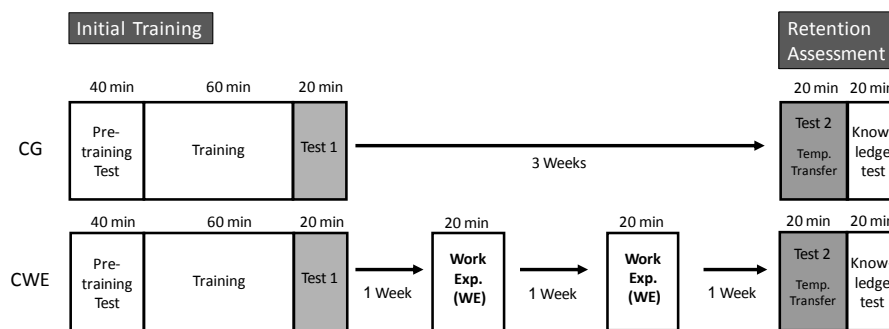 Initial Training
Retention
Assessment
40 min
60 min
20 min
20 min
20 min
CG
Pre-
training
Test
Training
Test 1
3 Weeks
Test 2
Temp.
Transfer
Know-
ledge
test
40 min
60 min
20 min
20 min
20 min
20 min
20 min
CWE
Pre-
training
Test
Training
Test 1
1 Week
Work
Exp.
(WE)
1 Week
Work
Exp.
(WE)
1 Week
Test 2
Temp.
Transfer
Know-
ledge
test